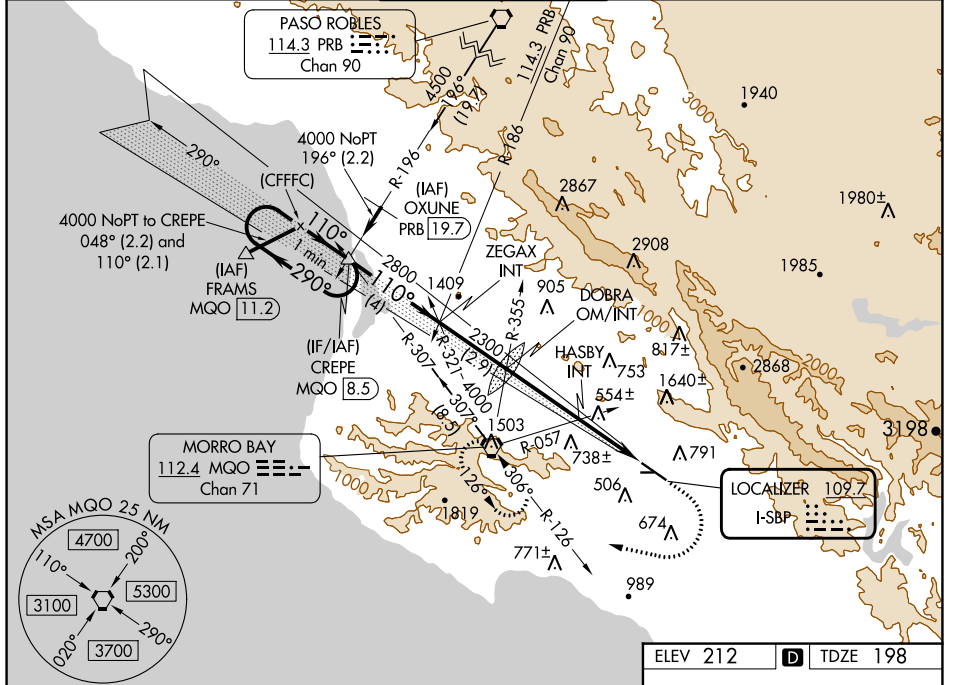 PASO ROBLES
114.3 PRB
Chan 90
114.3 PRB
Chan 90
4500
196°
(19.7)
R-196
R-186
4000 NoPT
196° (2.2)
(IAF)
OXUNE
PRB 19.7
(CFFFC)
290°
110°
1 min.
290°
4000 NoPT to CREPE
048° (2.2) and
110° (2.1)
(IAF)
FRAMS
MQO 11.2
(IF/IAF)
CREPE
MQO 8.5
2800
110°
(4)
1409
ZEGAX
INT
2300
(2.9)
R-355
905
DOBRA
OM/INT
HASBY
INT
753
554±
R-321
R-307
4000
307°
(8.5)
1503
R-057
738±
126°
306°
R-126
1819
506
674
771±
989
791
1640±
817±
2868
3198
2867
2908
1940
1980±
1985
3000
1000
1000
2000
1000
1000
MORRO BAY
112.4 MQO
Chan 71
LOCALIZER 109.7
I-SBP
MSA MQO 25 NM
4700
110°
200°
3100
5300
020°
290°
3700
ELEV 212 D TDZE 198